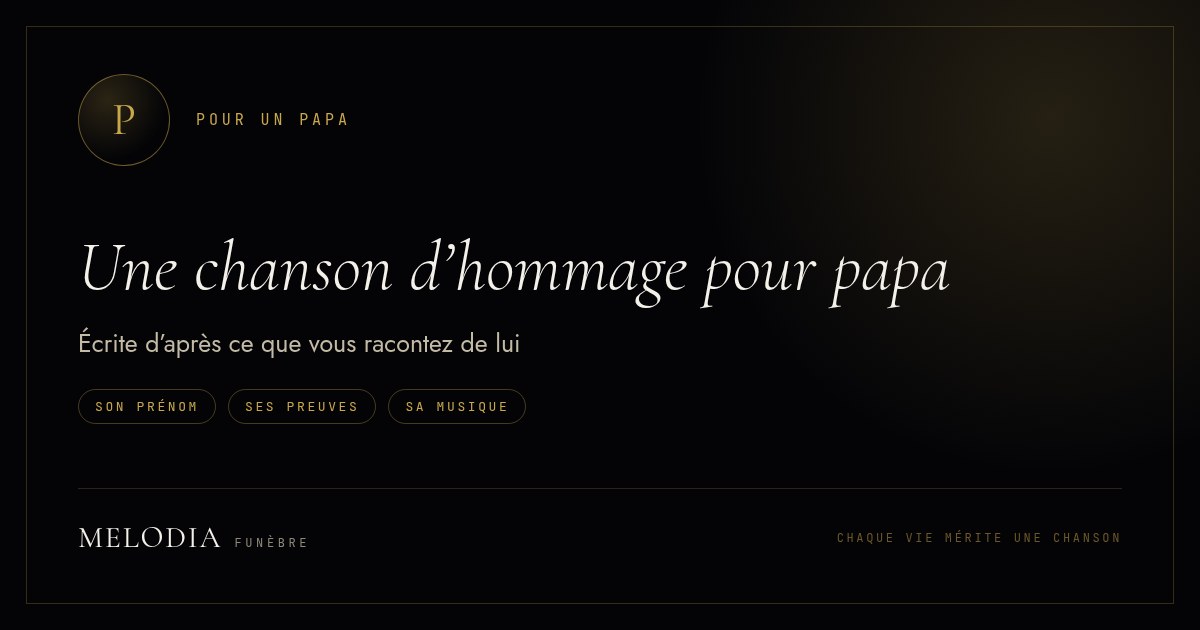 P
POUR UN PAPA
Une chanson d’hommage pour papa
Écrite d’après ce que vous racontez de lui
SON PRÉNOM SES PREUVES SA MUSIQUE
MELODIA FUNÈBRE CHAQUE VIE MÉRITE UNE CHANSON